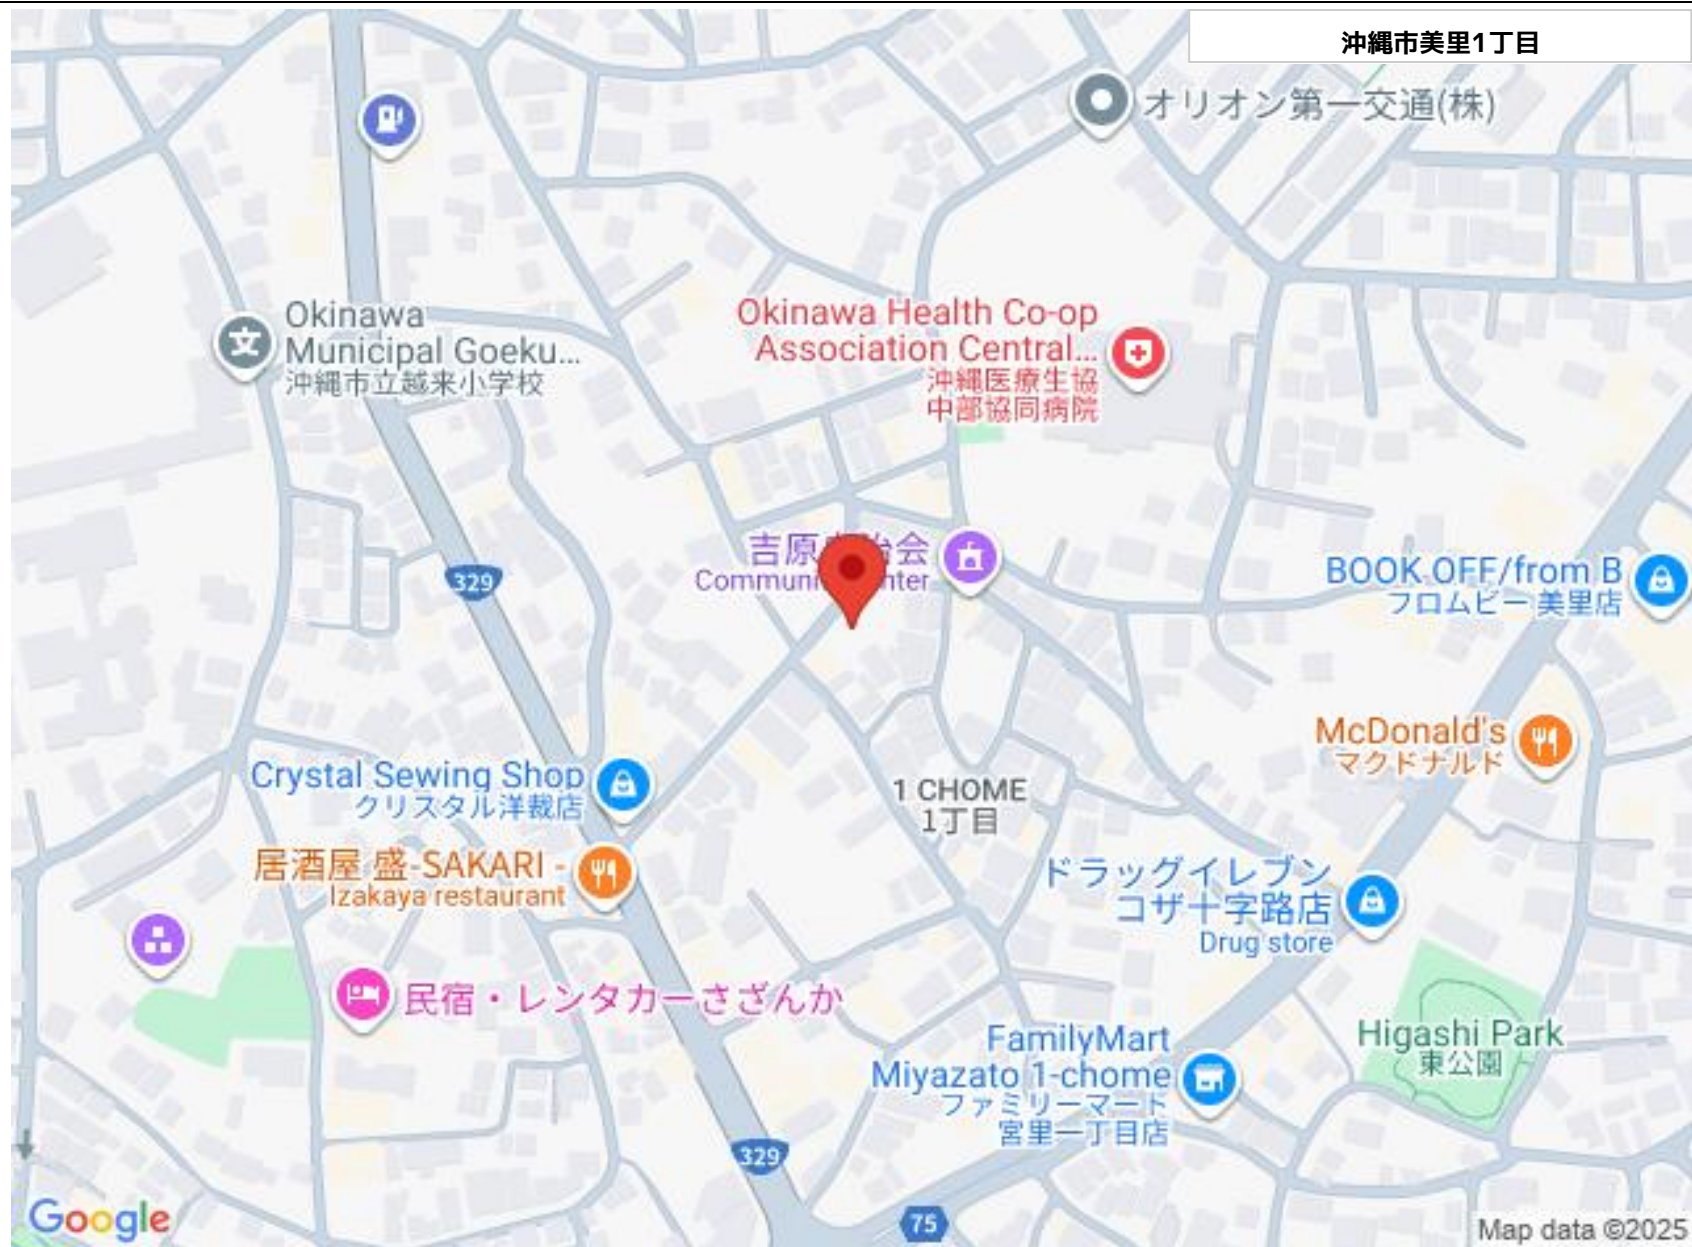 沖縄市美里1丁目
オリオン第一交通(株)
Okinawa
Municipal Goeku...
沖縄市立越来小学校
Okinawa Health Co-op
Association Central...
沖縄医療生協
中部協同病院
吉原 治会
Communi nter
329
BOOK OFF/from B
フロムビー 美里店
McDonald's
マクドナルド
Crystal Sewing Shop
クリスタル洋裁店
1 CHOME
1丁目
居酒屋 盛-SAKARI -
Izakaya restaurant
ドラッグイレブン
コザ十字路店
Drug store
民宿・レンタカーさざんか
FamilyMart
Miyazato 1-chome
ファミリーマート
宮里一丁目店
Higashi Park
東公園
329
75
Google
Map data ©2025